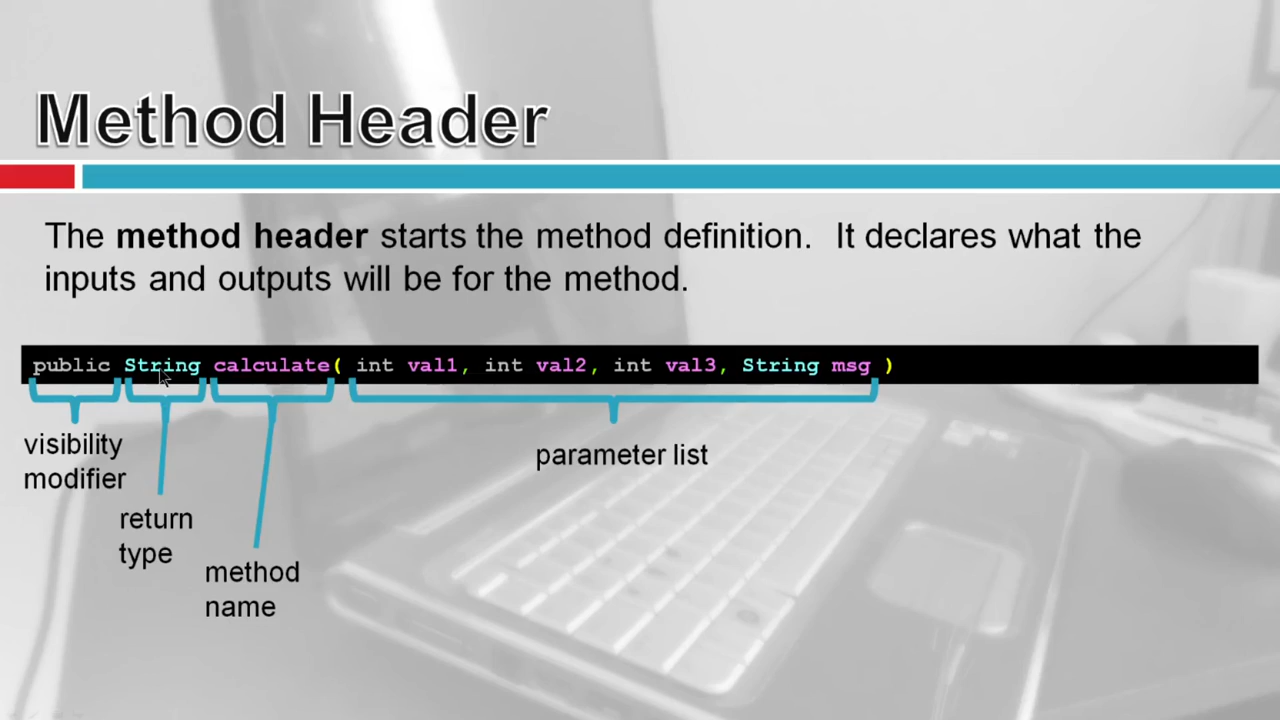 Method Header
The method header starts the method definition. It declares what the
inputs and outputs will be for the method.
public String calculate( int val1, int val2, int val3, String msg )
visibility
modifier
parameter list
return
type
method
name